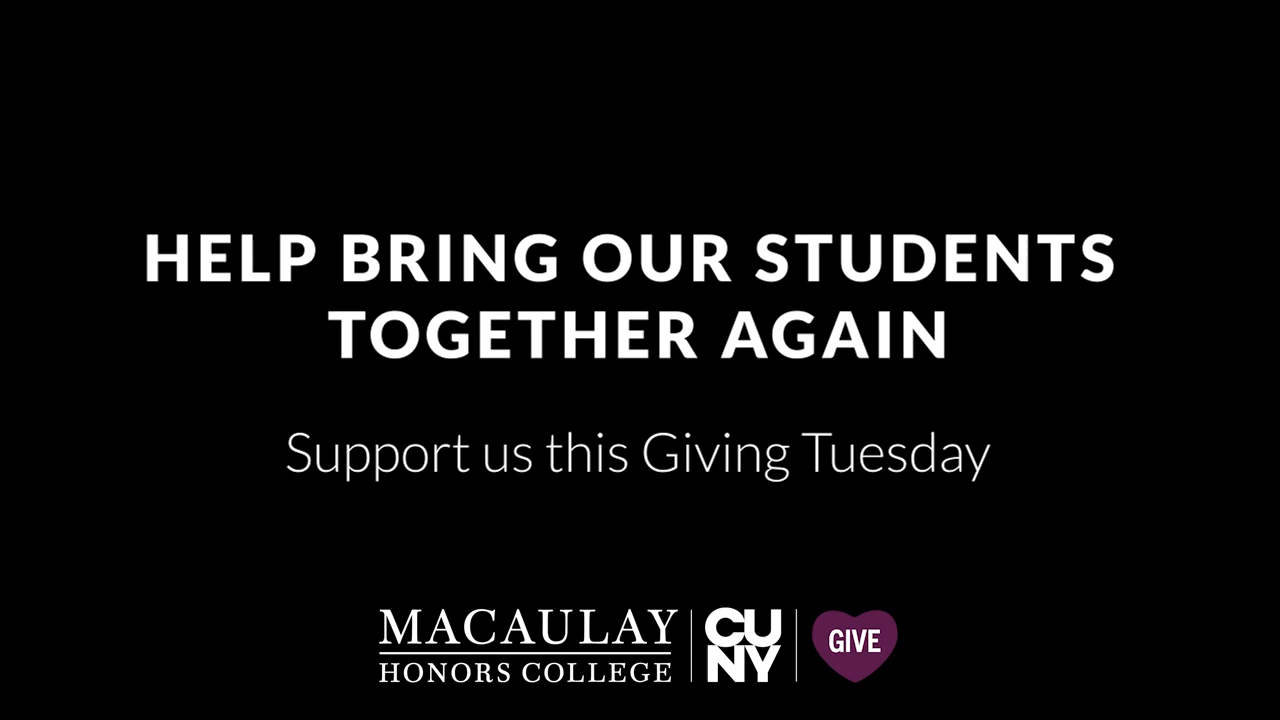 HELP BRING OUR STUDENTS
TOGETHER AGAIN
Support us this Giving Tuesday
MACAULAY
HONORS COLLEGE
CU
NY
GIVE